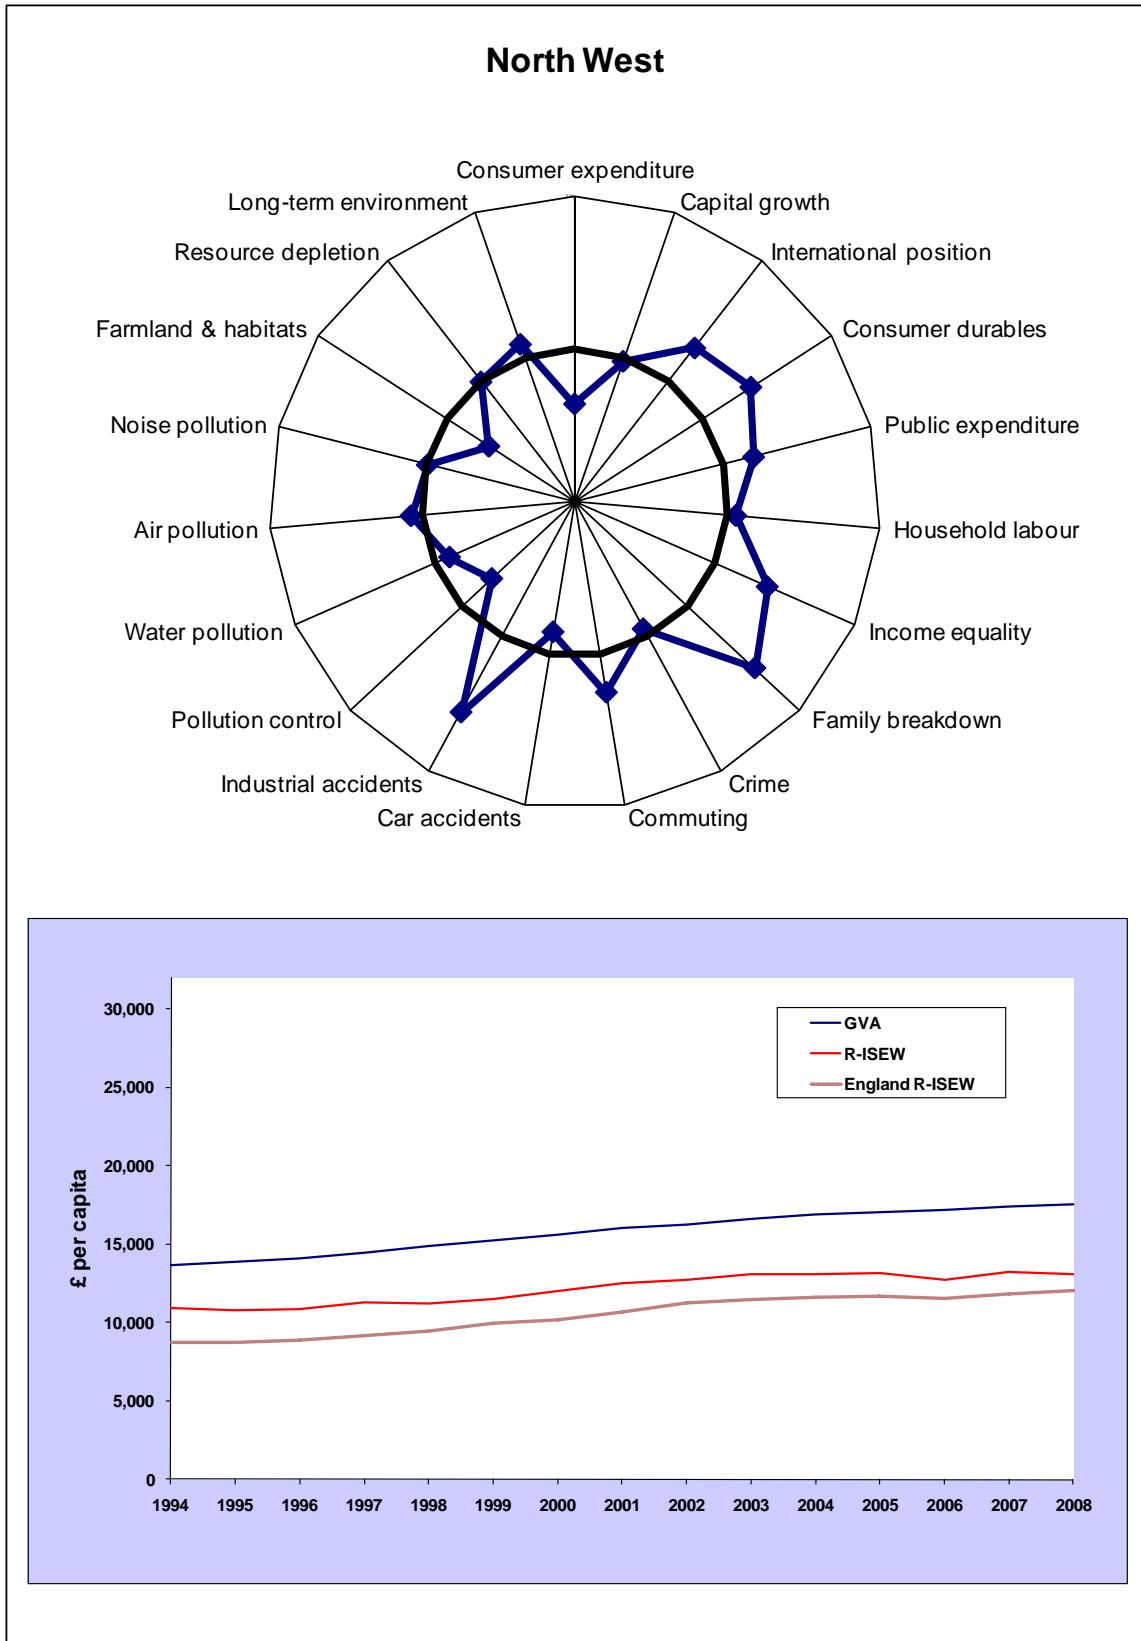 North West
Consumer expenditure
Capital growth
International position
Consumer durables
Public expenditure
Household labour
Income equality
Family breakdown
Crime
Commuting
Car accidents
Industrial accidents
Pollution control
Water pollution
Air pollution
Noise pollution
Farmland & habitats
Resource depletion
Long-term environment
£ per capita
30,000
25,000
20,000
15,000
10,000
5,000
0
1994 1995 1996 1997 1998 1999 2000 2001 2002 2003 2004 2005 2006 2007 2008
GVA
R-ISEW
England R-ISEW